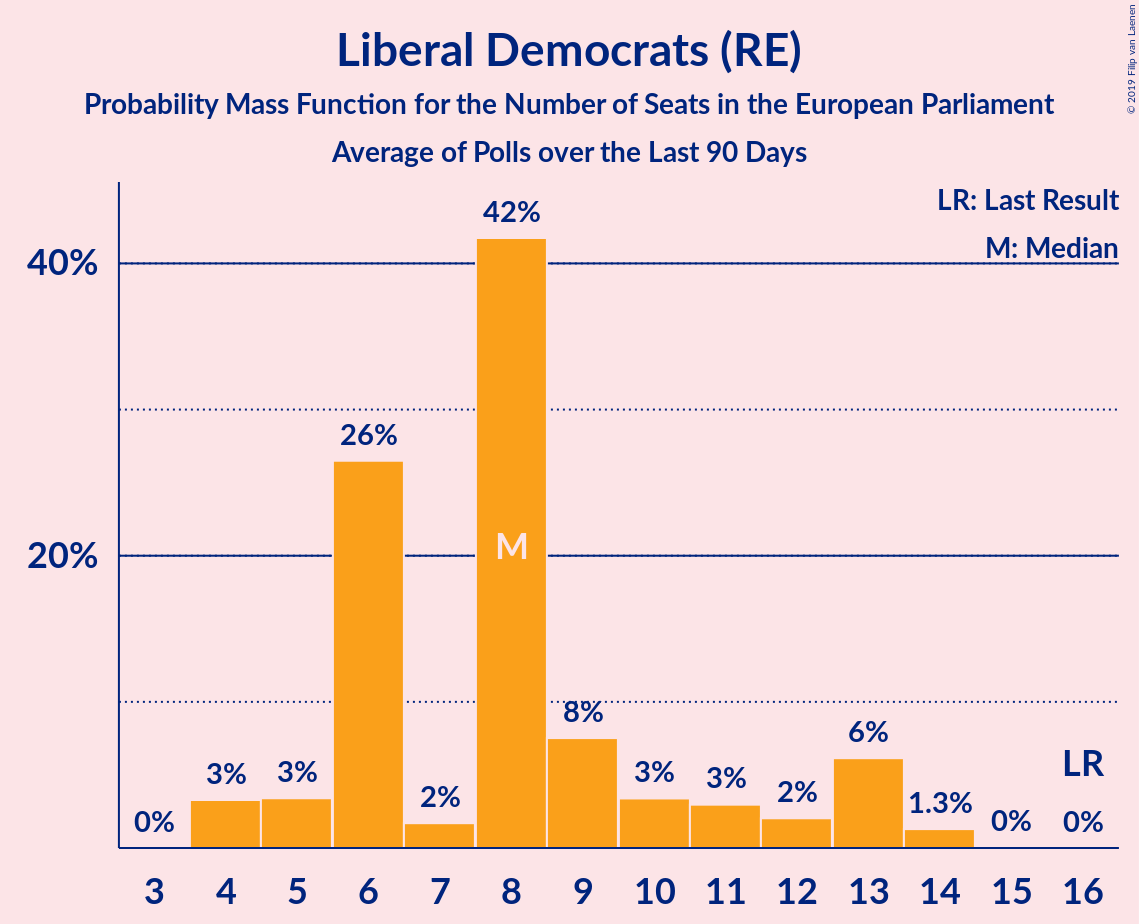 Liberal Democrats (RE)
Probability Mass Function for the Number of Seats in the European Parliament
Average of Polls over the Last 90 Days
© 2019 Filip van Laenen
LR: Last Result
M: Median
40%
20%
0%
3%
3%
26%
2%
42%
M
8%
3%
3%
2%
6%
1.3%
0%
LR
0%
3 4 5 6 7 8 9 10 11 12 13 14 15 16